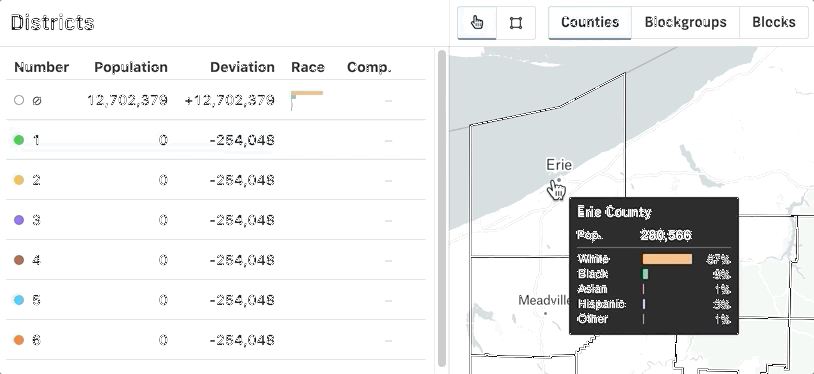 Districts
Counties Blockgroups Blocks
Number Population Deviation Race Comp.
∅ 12,702,379 +12,702,379 –
1 0 -254,048 –
2 0 -254,048 –
3 0 -254,048 –
4 0 -254,048 –
5 0 -254,048 –
6 0 -254,048 –
Erie
Erie County
Pop. 280,566
White 87%
Black 9%
Asian 1%
Hispanic 3%
Other 1%
Meadville